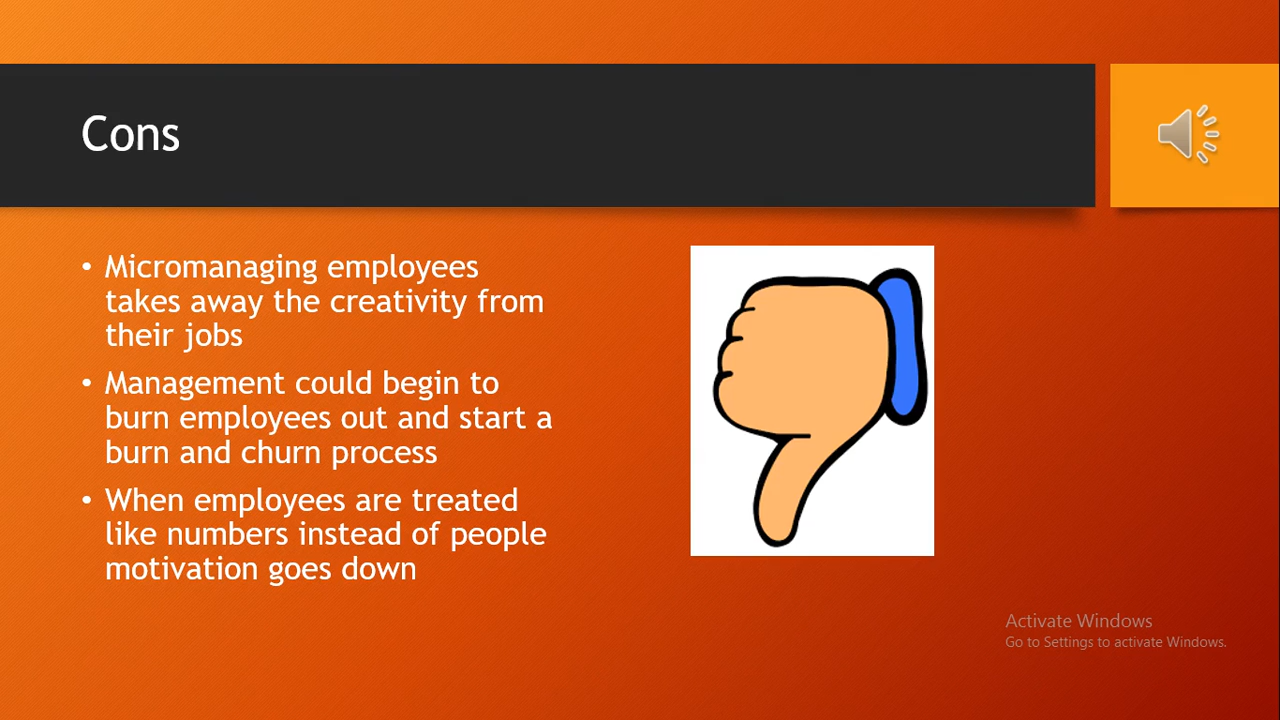 Cons
• Micromanaging employees
takes away the creativity from
their jobs
• Management could begin to
burn employees out and start a
burn and churn process
• When employees are treated
like numbers instead of people
motivation goes down
Activate Windows
Go to Settings to activate Windows.